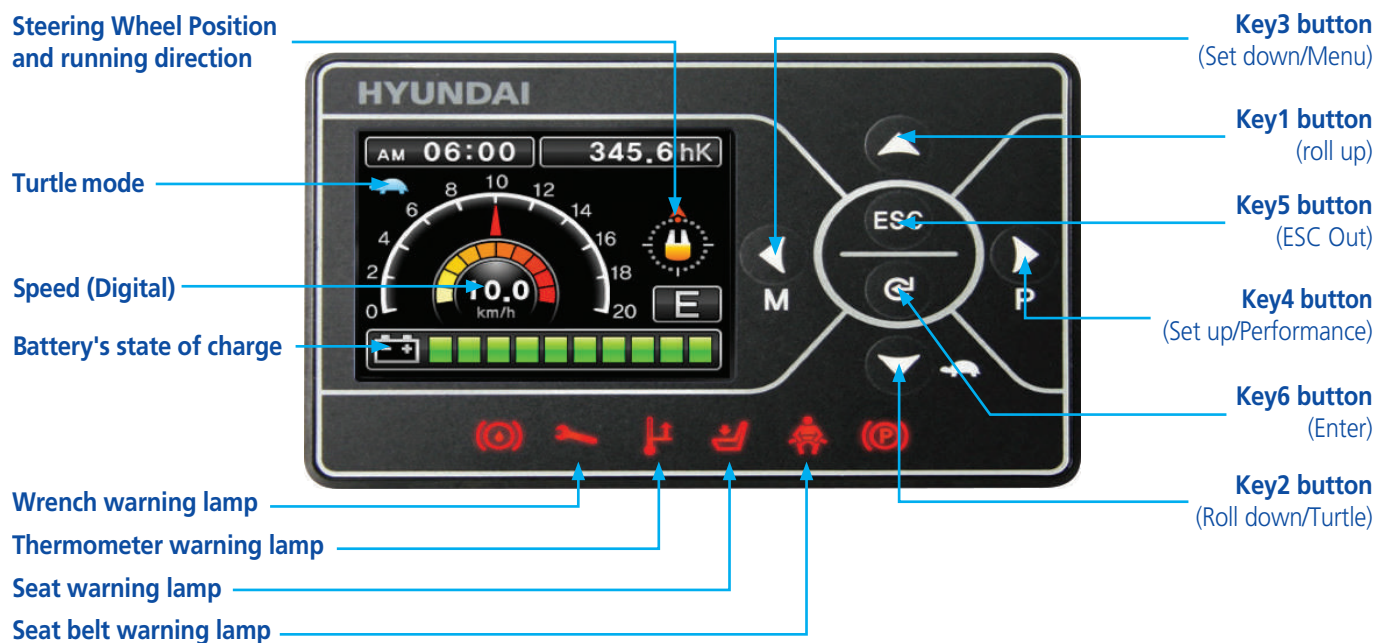 Steering Wheel Position
and running direction
Turtle mode
Speed (Digital)
Battery's state of charge
Wrench warning lamp
Thermometer warning lamp
Seat warning lamp
Seat belt warning lamp
HYUNDAI
AM 06:00
345.6 hK
0
2
4
6
8
10
12
14
16
18
20
10.0
km/h
E
M
ESC
P
(P)
Key3 button
(Set down/Menu)
Key1 button
(roll up)
Key5 button
(ESC Out)
Key4 button
(Set up/Performance)
Key6 button
(Enter)
Key2 button
(Roll down/Turtle)